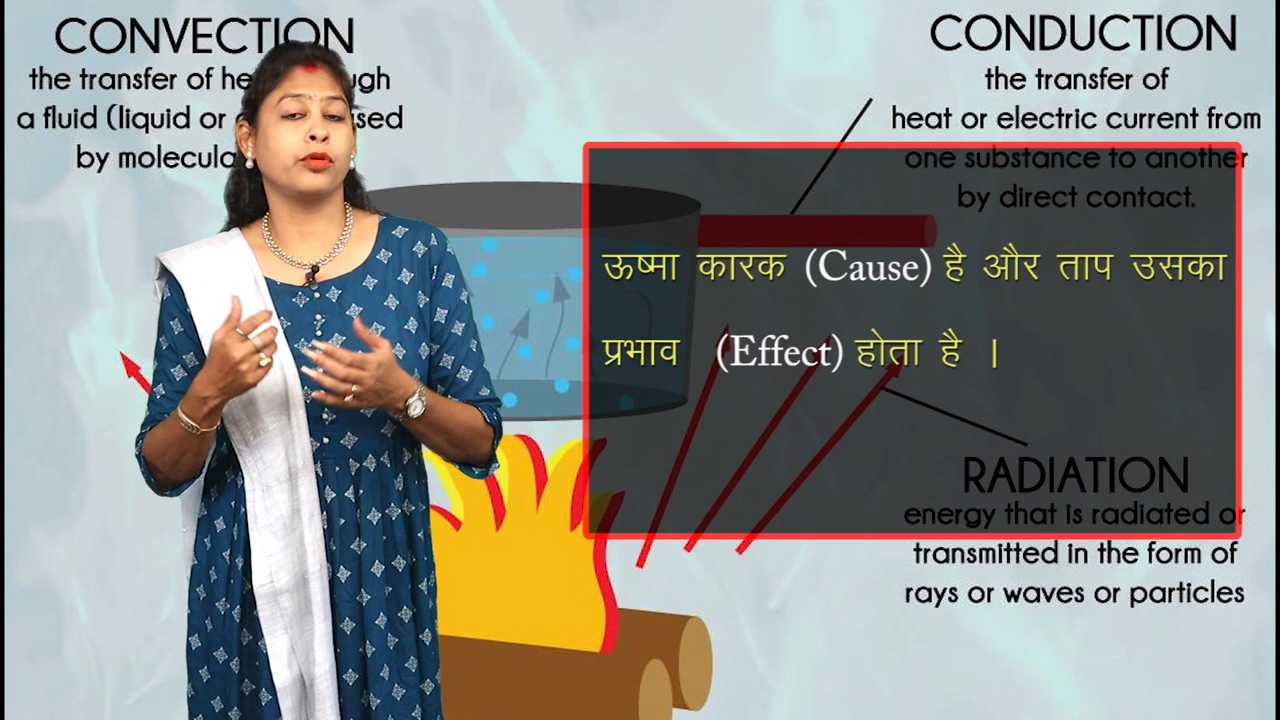 CONVECTION
the transfer of
a fluid (liquid or
by
CONDUCTION
the transfer of
heat or electric current from
one substance to another
by direct contact.
ऊष्मा कारक (Cause) है और ताप उसका
प्रभाव (Effect) होता है ।
RADIATION
energy that is radiated or
transmitted in the form of
rays or waves or particles